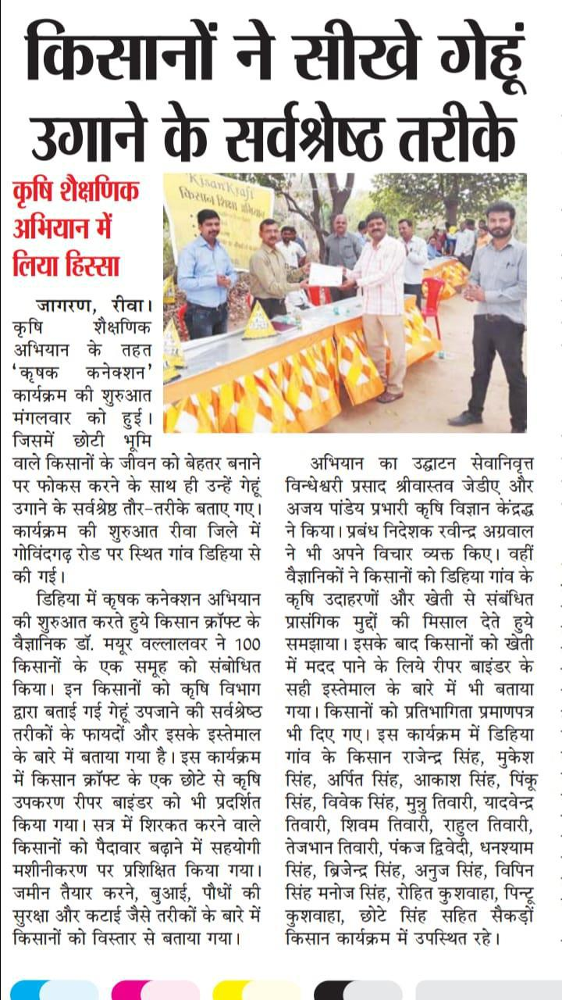 किसानों ने सीखे गेहूं
उगाने के सर्वश्रेष्ठ तरीके
कृषि शैक्षणिक
अभियान में
लिया हिस्सा
KisanKraft
किसान शिक्षा अभियान
जागरण, रीवा।
कृषि शैक्षणिक
अभियान के तहत
‘कृषक कनेक्शन’
कार्यक्रम की शुरुआत
मंगलवार को हुई।
जिसमें छोटी भूमि
वाले किसानों के जीवन को बेहतर बनाने
पर फोकस करने के साथ ही उन्हें गेहूं
उगाने के सर्वश्रेष्ठ तौर-तरीके बताए गए।
कार्यक्रम की शुरुआत रीवा जिले में
गोविंदगढ़ रोड पर स्थित गांव डिहिया से
की गई।
डिहिया में कृषक कनेक्शन अभियान
की शुरुआत करते हुये किसान क्रॉफ्ट के
वैज्ञानिक डॉ. मयूर वल्लालवर ने 100
किसानों के एक समूह को संबोधित
किया। इन किसानों को कृषि विभाग
द्वारा बताई गई गेहूं उपजाने की सर्वश्रेष्ठ
तरीकों के फायदों और इसके इस्तेमाल
के बारे में बताया गया है। इस कार्यक्रम
में किसान क्रॉफ्ट के एक छोटे से कृषि
उपकरण रीपर बाइंडर को भी प्रदर्शित
किया गया। सत्र में शिरकत करने वाले
किसानों को पैदावार बढ़ाने में सहयोगी
मशीनीकरण पर प्रशिक्षित किया गया।
जमीन तैयार करने, बुआई, पौधों की
सुरक्षा और कटाई जैसे तरीकों के बारे में
किसानों को विस्तार से बताया गया।
अभियान का उद्घाटन सेवानिवृत्त
विन्धेश्वरी प्रसाद श्रीवास्तव जेडीए और
अजय पांडेय प्रभारी कृषि विज्ञान केंद्रद्ध
ने किया। प्रबंध निदेशक रवीन्द्र अग्रवाल
ने भी अपने विचार व्यक्त किए। वहीं
वैज्ञानिकों ने किसानों को डिहिया गांव के
कृषि उदाहरणों और खेती से संबंधित
प्रासंगिक मुद्दों की मिसाल देते हुये
समझाया। इसके बाद किसानों को खेती
में मदद पाने के लिये रीपर बाइंडर के
सही इस्तेमाल के बारे में भी बताया
गया। किसानों को प्रतिभागिता प्रमाणपत्र
भी दिए गए। इस कार्यक्रम में डिहिया
गांव के किसान राजेन्द्र सिंह, मुकेश
सिंह, अर्पित सिंह, आकाश सिंह, पिंकू
सिंह, विवेक सिंह, मुन्नु तिवारी, यादवेन्द्र
तिवारी, शिवम तिवारी, राहुल तिवारी,
तेजभान तिवारी, पंकज द्विवेदी, धनश्याम
सिंह, ब्रिजेन्द्र सिंह, अनुज सिंह, विपिन
सिंह मनोज सिंह, रोहित कुशवाहा, पिन्टू
कुशवाहा, छोटे सिंह सहित सैकड़ों
किसान कार्यक्रम में उपस्थित रहे।